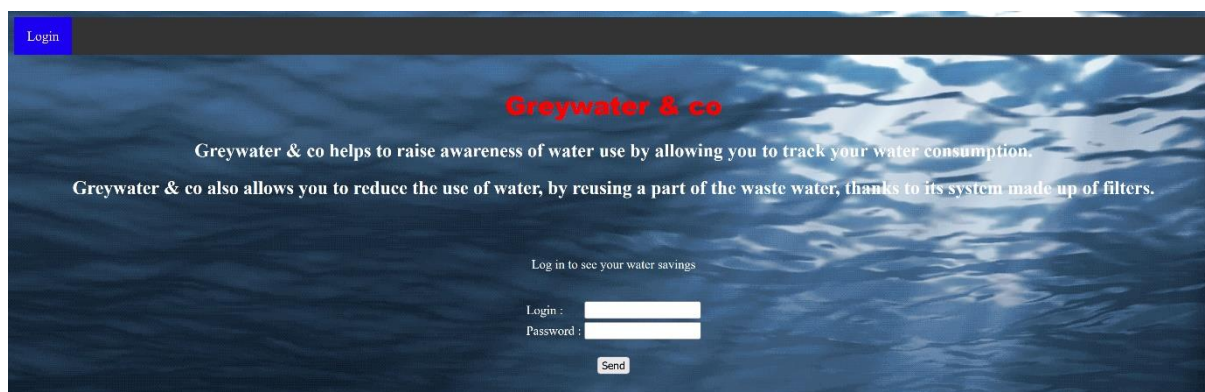 Login
Greywater & co
Greywater & co helps to raise awareness of water use by allowing you to track your water consumption.
Greywater & co also allows you to reduce the use of water, by reusing a part of the waste water, thanks to its system made up of filters.
Log in to see your water savings
Login :
Password :
Send